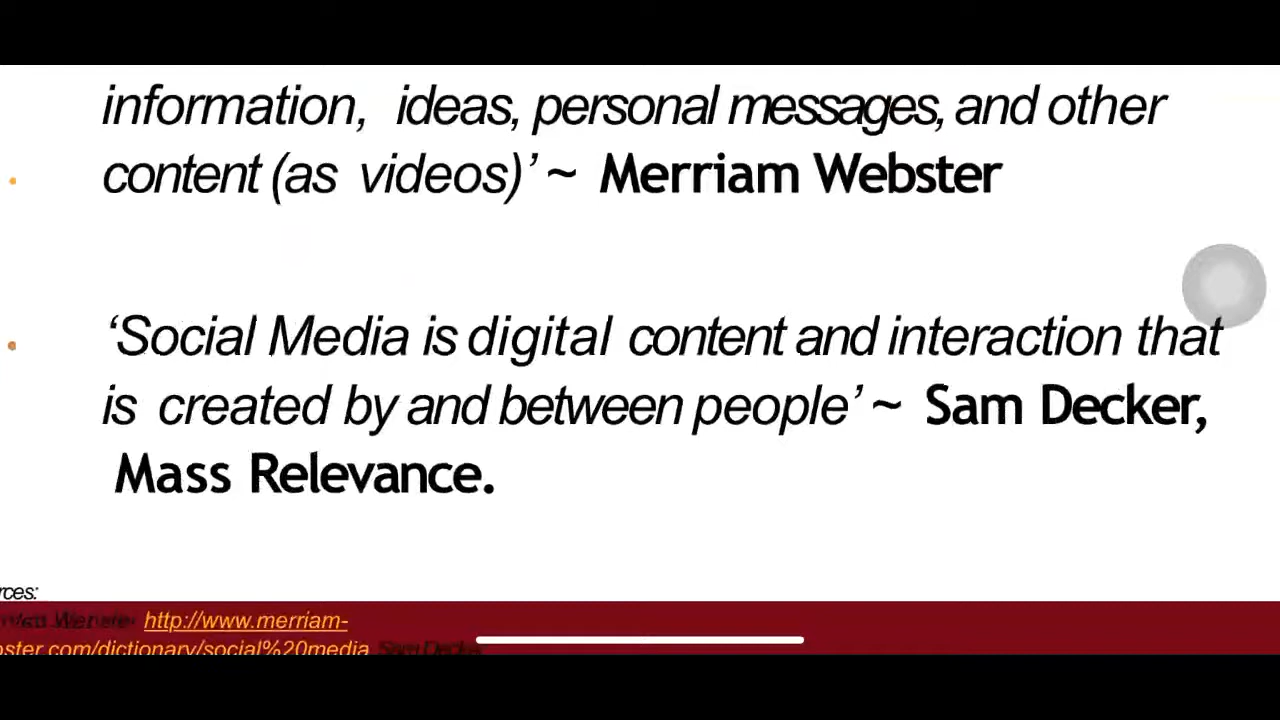 information, ideas, personal messages, and other
content (as videos)’ ~ Merriam Webster
‘Social Media is digital content and interaction that
is created by and between people’ ~ Sam Decker,
Mass Relevance.
rces:
http://www.merriam-
ster.com/dictionary/social%20media Sam Decker